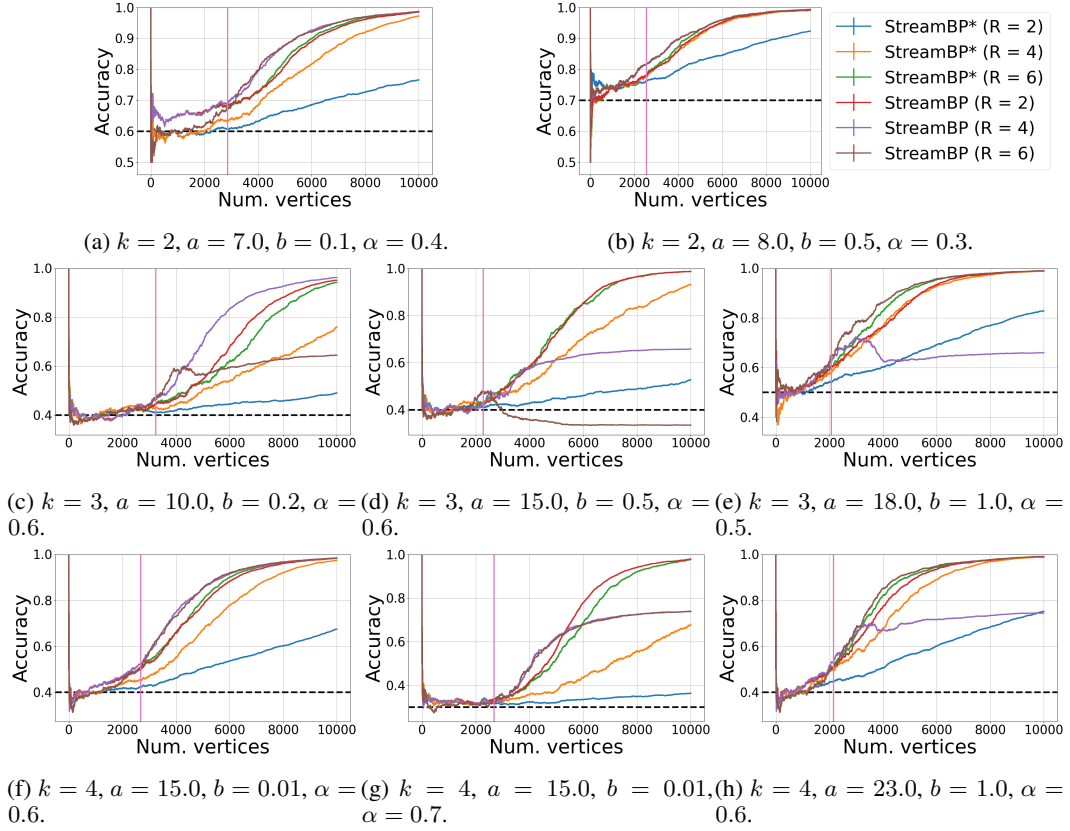 1.0
0.9
0.8
0.7
0.6
0.5
Accuracy
0 2000 4000 6000 8000 10000
Num. vertices
(a) k = 2, a = 7.0, b = 0.1, α = 0.4.
1.0
0.9
0.8
0.7
0.6
0.5
Accuracy
0 2000 4000 6000 8000 10000
Num. vertices
(b) k = 2, a = 8.0, b = 0.5, α = 0.3.
StreamBP* (R = 2)
StreamBP* (R = 4)
StreamBP* (R = 6)
StreamBP (R = 2)
StreamBP (R = 4)
StreamBP (R = 6)
1.0
0.8
0.6
0.4
Accuracy
0 2000 4000 6000 8000 10000
Num. vertices
(c) k = 3, a = 10.0, b = 0.2, α =
0.6.
1.0
0.8
0.6
0.4
Accuracy
0 2000 4000 6000 8000 10000
Num. vertices
(d) k = 3, a = 15.0, b = 0.5, α =
0.6.
1.0
0.8
0.6
0.4
Accuracy
0 2000 4000 6000 8000 10000
Num. vertices
(e) k = 3, a = 18.0, b = 1.0, α =
0.5.
1.0
0.8
0.6
0.4
Accuracy
0 2000 4000 6000 8000 10000
Num. vertices
(f) k = 4, a = 15.0, b = 0.01, α =
0.6.
1.0
0.8
0.6
0.4
Accuracy
0 2000 4000 6000 8000 10000
Num. vertices
(g) k = 4, a = 15.0, b = 0.01,
α = 0.7.
1.0
0.8
0.6
0.4
Accuracy
0 2000 4000 6000 8000 10000
Num. vertices
(h) k = 4, a = 23.0, b = 1.0, α =
0.6.